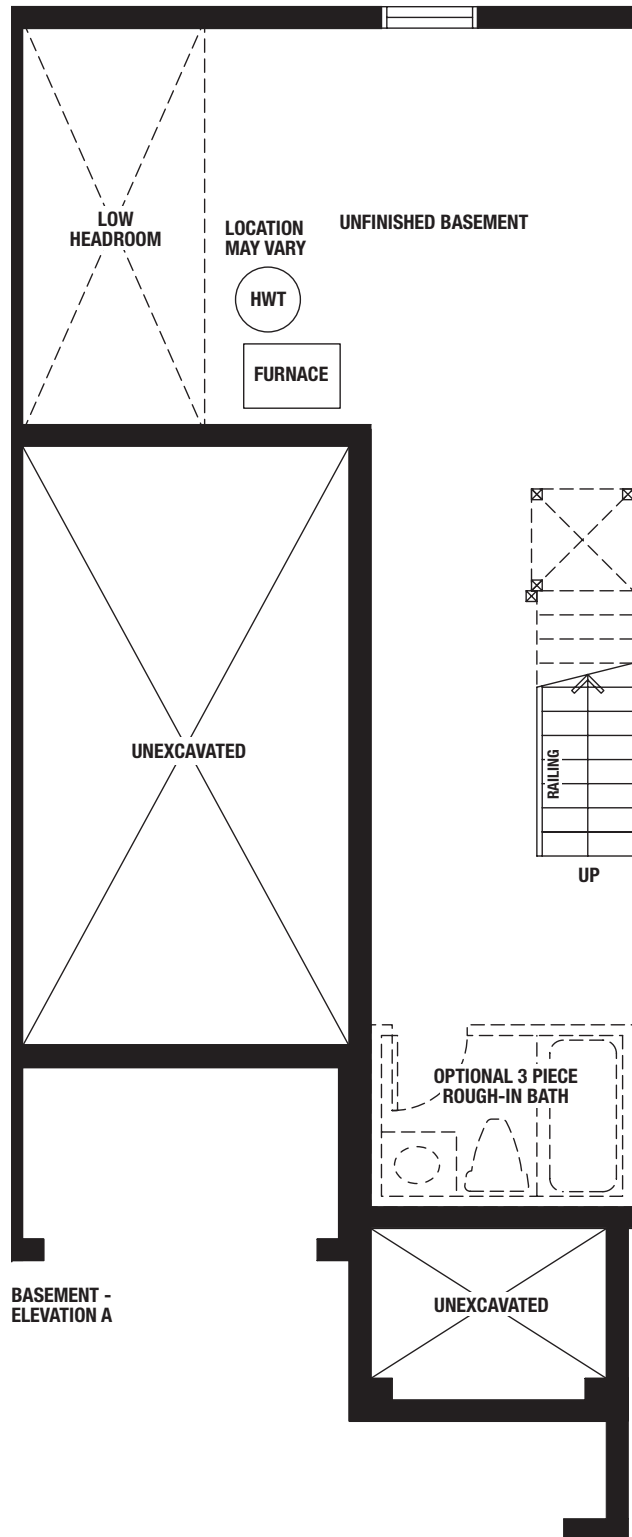 LOW
HEADROOM
LOCATION
MAY VARY
UNFINISHED BASEMENT
HWT
FURNACE
UNEXCAVATED
RAILING
UP
OPTIONAL 3 PIECE
ROUGH-IN BATH
BASEMENT -
ELEVATION A
UNEXCAVATED